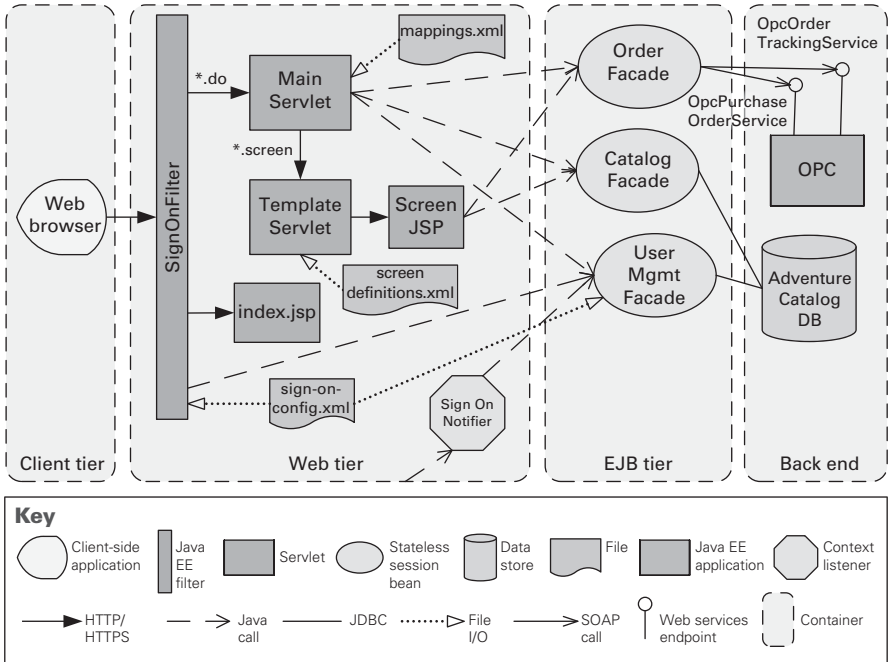 mappings.xml
OpcOrder
TrackingService
Order
Facade
*.do
Main
Servlet
OpcPurchase
OrderService
*.screen
Catalog
Facade
OPC
Web
browser
SignOnFilter
Template
Servlet
Screen
JSP
User
Mgmt
Facade
screen
definitions.xml
Adventure
Catalog
DB
index.jsp
sign-on-
config.xml
Sign On
Notifier
Client tier
Web tier
EJB tier
Back end
Key
Client-side
application
Java
EE
filter
Servlet
Stateless
session
bean
Data
store
File
Java EE
application
Context
listener
HTTP/
HTTPS
Java
call
JDBC
File
I/O
SOAP
call
Web services
endpoint
Container